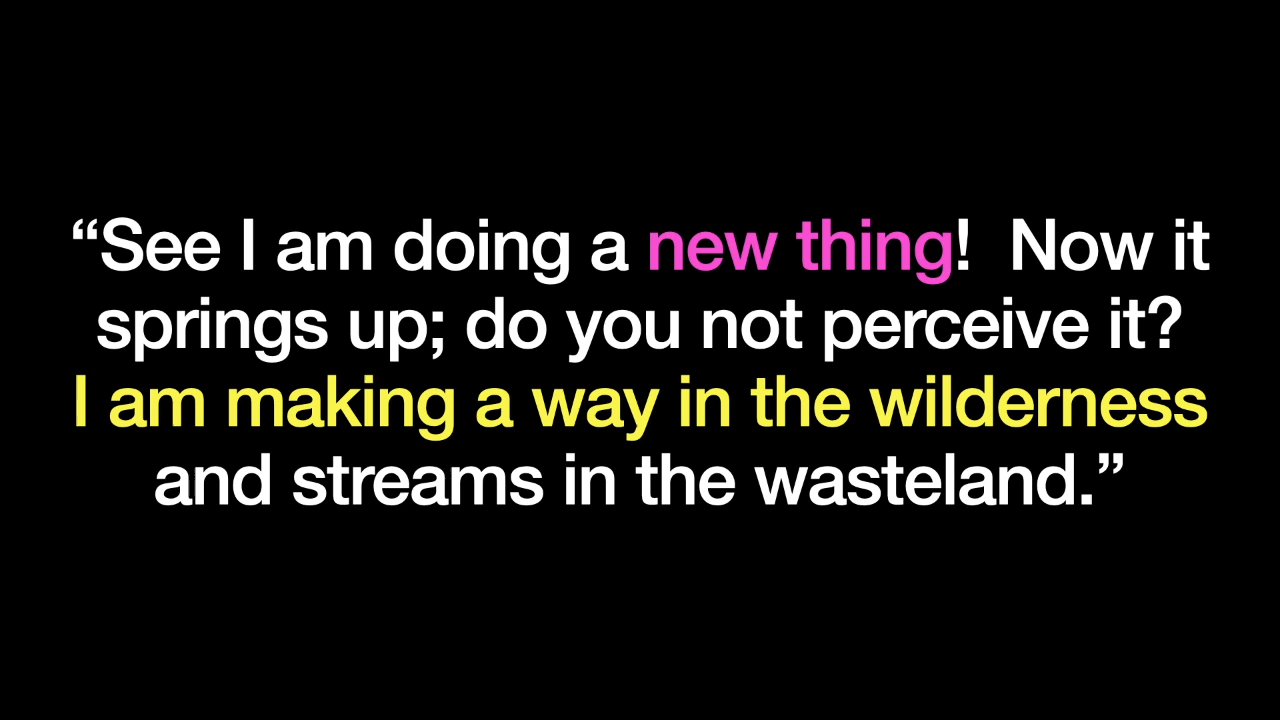 “See I am doing a new thing!  Now it
springs up; do you not perceive it?
I am making a way in the wilderness
and streams in the wasteland.”